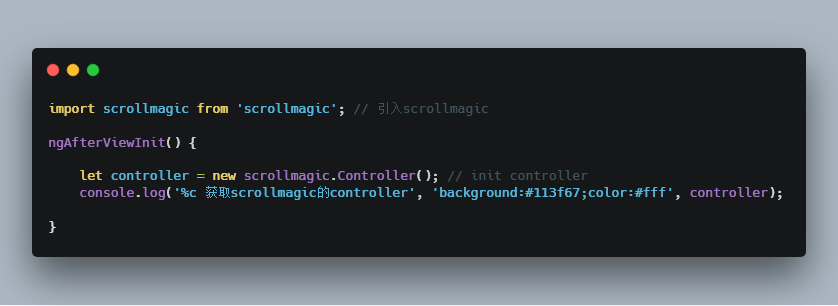 import scrollmagic from 'scrollmagic'; // 引入scrollmagic
ngAfterViewInit() {
let controller = new scrollmagic.Controller(); // init controller
console.log('%c 获取scrollmagic的controller', 'background:#113f67;color:#fff', controller);
}